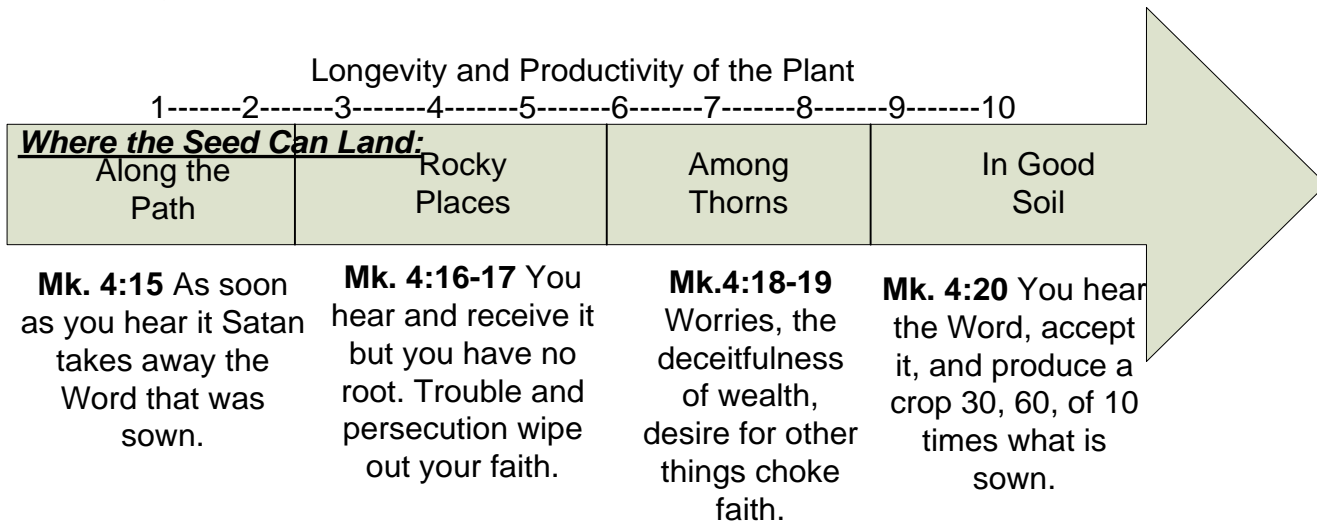 Longevity and Productivity of the Plant
1-------2-------3-------4-------5-------6-------7-------8-------9-------10
Where the Seed Can Land:
Along the
Path
Rocky
Places
Among
Thorns
In Good
Soil
Mk. 4:15 As soon
as you hear it Satan
takes away the
Word that was
sown.
Mk. 4:16-17 You
hear and receive it
but you have no
root. Trouble and
persecution wipe
out your faith.
Mk.4:18-19
Worries, the
deceitfulness
of wealth,
desire for other
things choke
faith.
Mk. 4:20 You hear
the Word, accept
it, and produce a
crop 30, 60, of 10
times what is
sown.